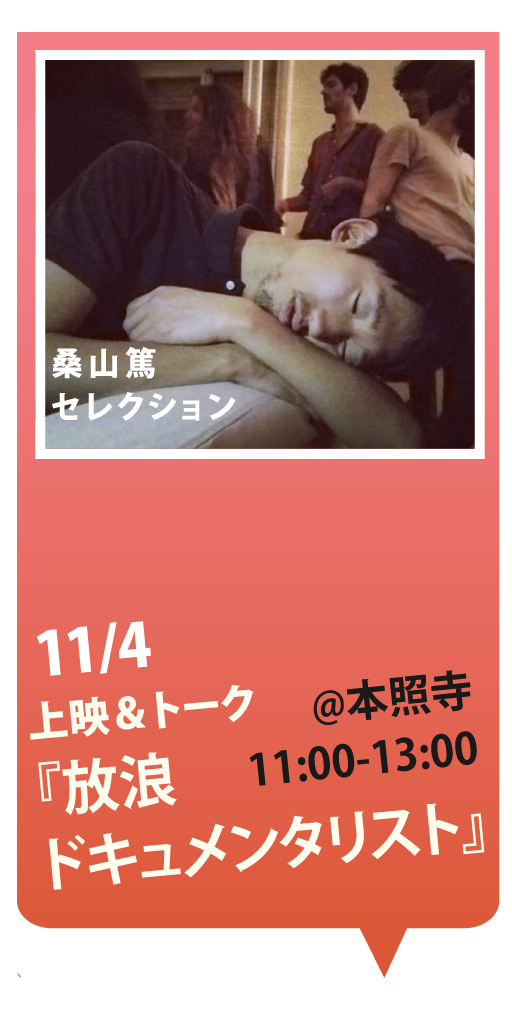 桑山篤
セレクション
11/4
上映&トーク
@本照寺
11:00-13:00
『放浪
ドキュメンタリスト』
、